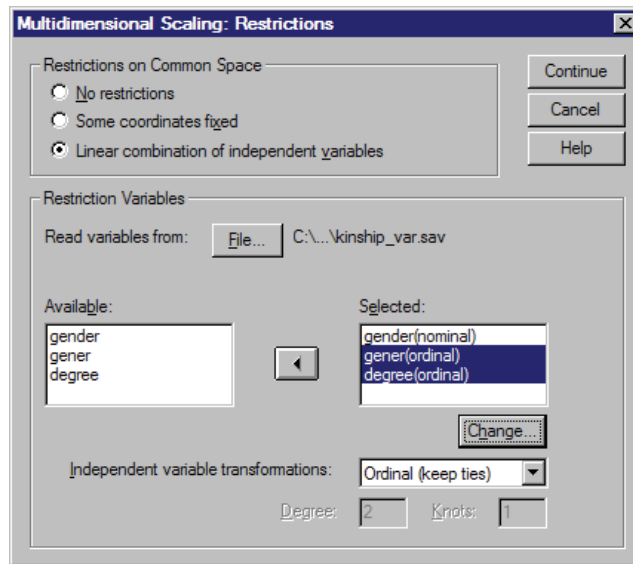 Multidimensional Scaling: Restrictions
Restrictions on Common Space
No restrictions
Some coordinates fixed
Linear combination of independent variables
Continue
Cancel
Help
Restriction Variables
Read variables from: File... C:\...\kinship_var.sav
Available:
gender
gener
degree
Selected:
gender(nominal)
gener(ordinal)
degree(ordinal)
Change...
Independent variable transformations: Ordinal (keep ties)
Degree: 2 Knots: 1